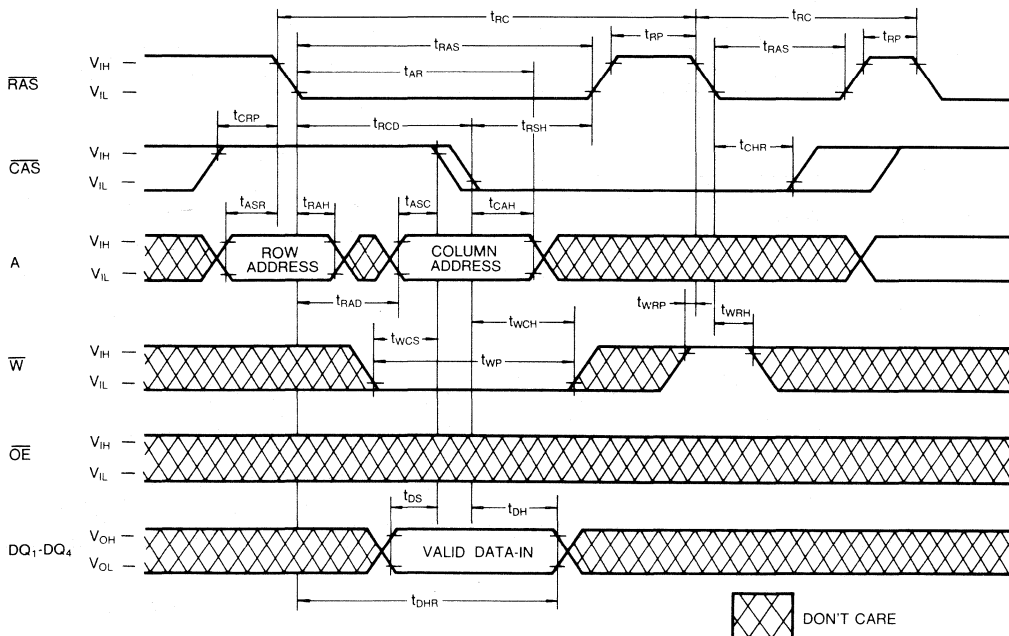 tRC tRC
tRAS tRP tRAS tRP
tAR
RAS VIH
VIL
tCRP tRCD tRSH tCHR
CAS VIH
VIL
tASR tRAH tASC tCAH
A VIH
VIL
ROW ADDRESS
COLUMN ADDRESS
tRAD tWCH tWRP tWRH
tWCS
tWP
W VIH
VIL
OE VIH
VIL
tDS tDH
DQ1-DQ4 VOH
VOL
VALID DATA-IN
tDHR
DON'T CARE